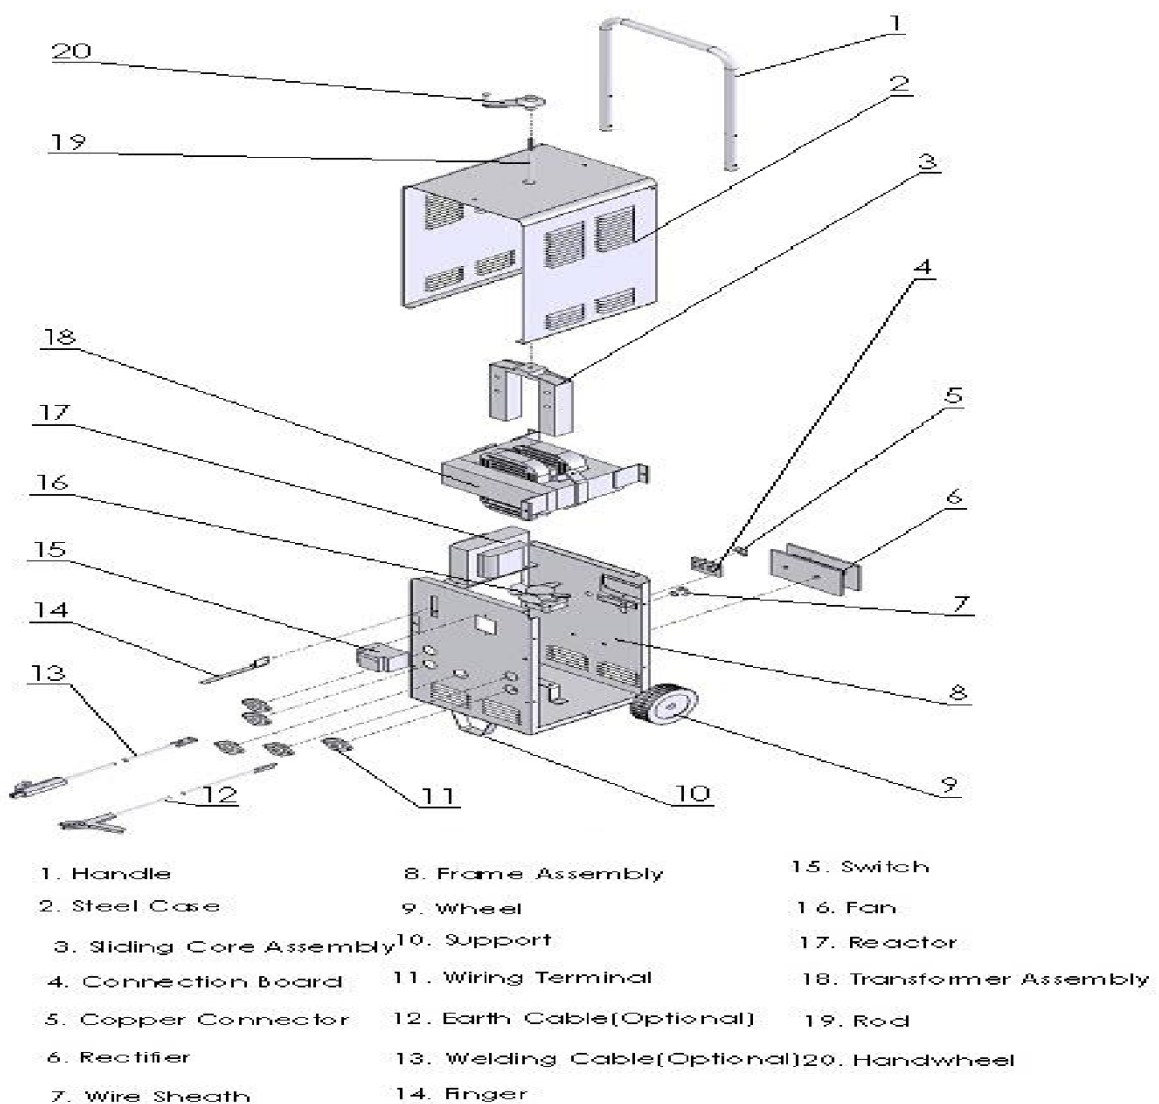 1
20
2
19
3
4
18
5
17
16
6
15
14
7
13
8
12
11
10
9
1. Handle
8. Frame Assembly
15. Switch
2. Steel Case
9. Wheel
16. Fan
3. Sliding Core Assembly
10. Support
17. Reactor
4. Connection Board
11. Wiring Terminal
18. Transformer Assembly
5. Copper Connector
12. Earth Cable(Optional)
19. Rod
6. Rectifier
13. Welding Cable(Optional)
20. Handwheel
7. Wire Sheath
14. Finger